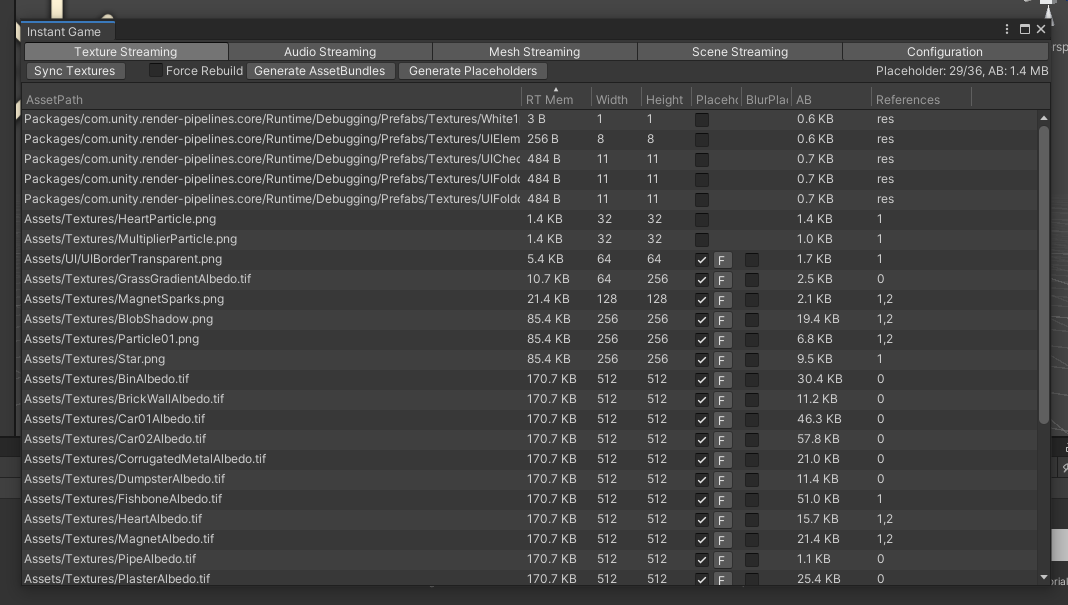 Instant Game
Texture Streaming Audio Streaming Mesh Streaming Scene Streaming Configuration
Sync Textures Force Rebuild Generate AssetBundles Generate Placeholders Placeholder: 29/36, AB: 1.4 MB
AssetPath RT Mem Width Height Placeho BlurPla AB References
Packages/com.unity.render-pipelines.core/Runtime/Debugging/Prefabs/Textures/White1 3 B 1 1 0.6 KB res
Packages/com.unity.render-pipelines.core/Runtime/Debugging/Prefabs/Textures/UIElem 256 B 8 8 0.6 KB res
Packages/com.unity.render-pipelines.core/Runtime/Debugging/Prefabs/Textures/UIChec 484 B 11 11 0.7 KB res
Packages/com.unity.render-pipelines.core/Runtime/Debugging/Prefabs/Textures/UIFoldo 484 B 11 11 0.7 KB res
Packages/com.unity.render-pipelines.core/Runtime/Debugging/Prefabs/Textures/UIFoldo 484 B 11 11 0.7 KB res
Assets/Textures/HeartParticle.png 1.4 KB 32 32 1.4 KB 1
Assets/Textures/MultiplierParticle.png 1.4 KB 32 32 1.0 KB 1
Assets/UI/UIBorderTransparent.png 5.4 KB 64 64 F 1.7 KB 1
Assets/Textures/GrassGradientAlbedo.tif 10.7 KB 64 256 F 2.5 KB 0
Assets/Textures/MagnetSparks.png 21.4 KB 128 128 F 2.1 KB 1,2
Assets/Textures/BlobShadow.png 85.4 KB 256 256 F 19.4 KB 1,2
Assets/Textures/Particle01.png 85.4 KB 256 256 F 6.8 KB 1,2
Assets/Textures/Star.png 85.4 KB 256 256 F 9.5 KB 1
Assets/Textures/BinAlbedo.tif 170.7 KB 512 512 F 30.4 KB 0
Assets/Textures/BrickWallAlbedo.tif 170.7 KB 512 512 F 11.2 KB 0
Assets/Textures/Car01Albedo.tif 170.7 KB 512 512 F 46.3 KB 0
Assets/Textures/Car02Albedo.tif 170.7 KB 512 512 F 57.8 KB 0
Assets/Textures/CorrugatedMetalAlbedo.tif 170.7 KB 512 512 F 21.0 KB 0
Assets/Textures/DumpsterAlbedo.tif 170.7 KB 512 512 F 11.4 KB 0
Assets/Textures/FishboneAlbedo.tif 170.7 KB 512 512 F 51.0 KB 1
Assets/Textures/HeartAlbedo.tif 170.7 KB 512 512 F 15.7 KB 1,2
Assets/Textures/MagnetAlbedo.tif 170.7 KB 512 512 F 21.4 KB 1,2
Assets/Textures/PipeAlbedo.tif 170.7 KB 512 512 F 1.1 KB 0
Assets/Textures/PlasterAlbedo.tif 170.7 KB 512 512 F 25.4 KB 0